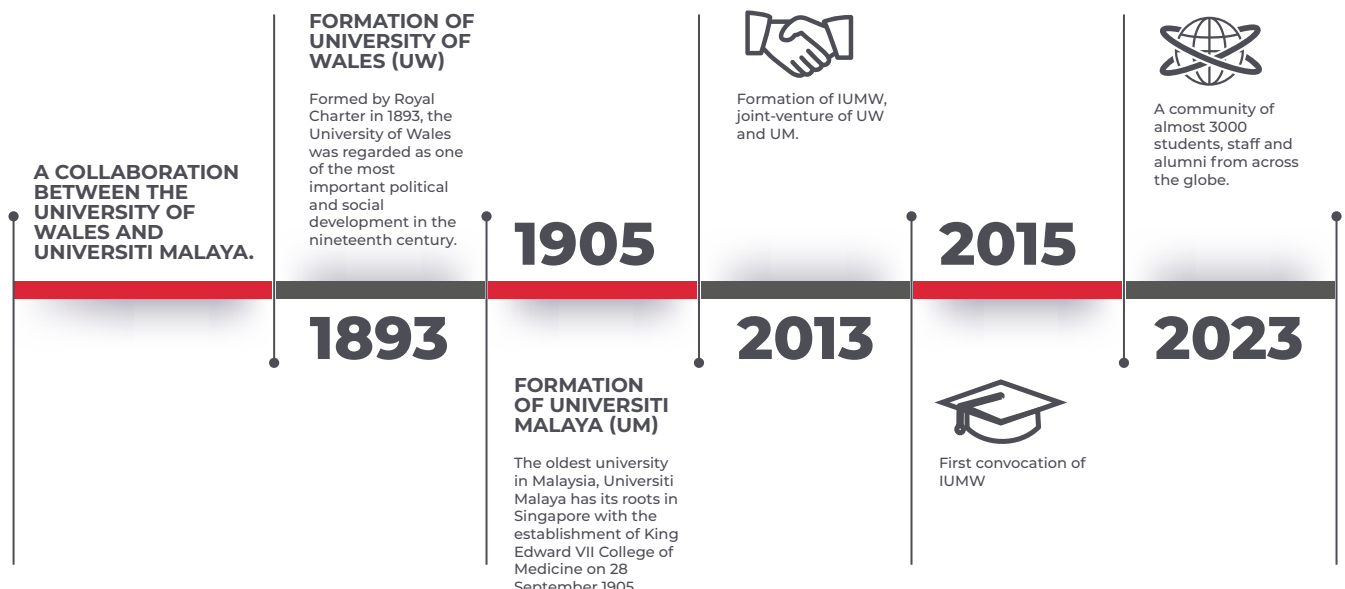 A COLLABORATION
BETWEEN THE
UNIVERSITY OF
WALES AND
UNIVERSITI MALAYA.
FORMATION OF
UNIVERSITY OF
WALES (UW)
Formed by Royal
Charter in 1893, the
University of Wales
was regarded as one
of the most
important political
and social
development in the
nineteenth century.
1893
1905
FORMATION
OF UNIVERSITI
MALAYA (UM)
The oldest university
in Malaysia, Universiti
Malaya has its roots in
Singapore with the
establishment of King
Edward VII College of
Medicine on 28
September 1905
Formation of IUMW,
joint-venture of UW
and UM.
2013
2015
First convocation of
IUMW
A community of
almost 3000
students, staff and
alumni from across
the globe.
2023